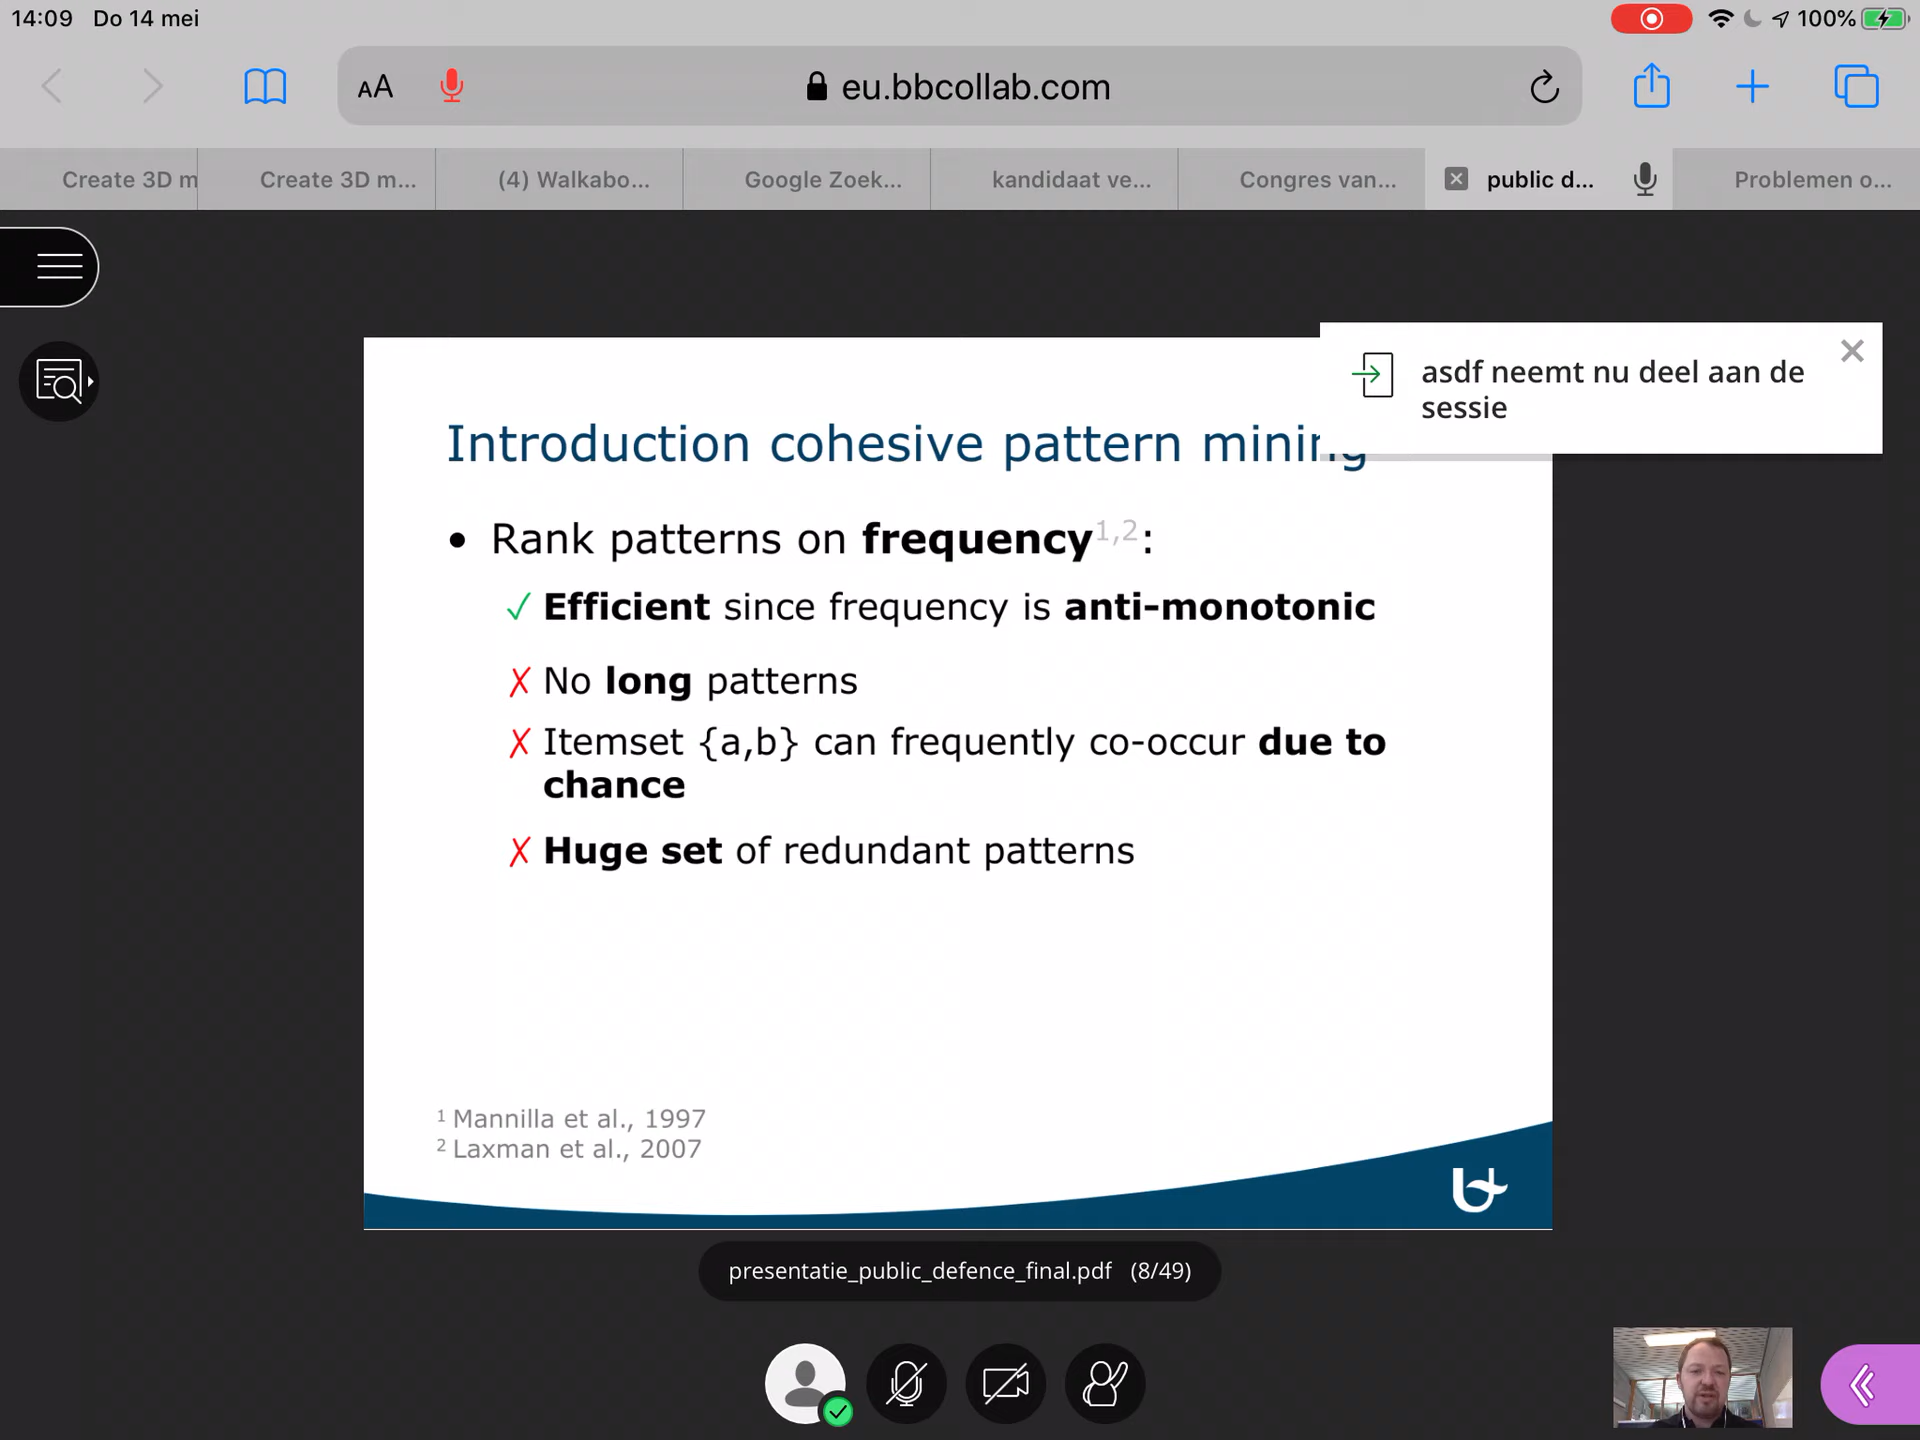 14:09 Do 14 mei
100%
AA
eu.bbcollab.com
Create 3D m
Create 3D m...
(4) Walkabo...
Google Zoek...
kandidaat ve...
Congres van...
public d...
Problemen o...
asdf neemt nu deel aan de
sessie
Introduction cohesive pattern mining
• Rank patterns on frequency1,2:
✓ Efficient since frequency is anti-monotonic
✗ No long patterns
✗ Itemset {a,b} can frequently co-occur due to
chance
✗ Huge set of redundant patterns
1 Mannilla et al., 1997
2 Laxman et al., 2007
presentatie_public_defence_final.pdf (8/49)